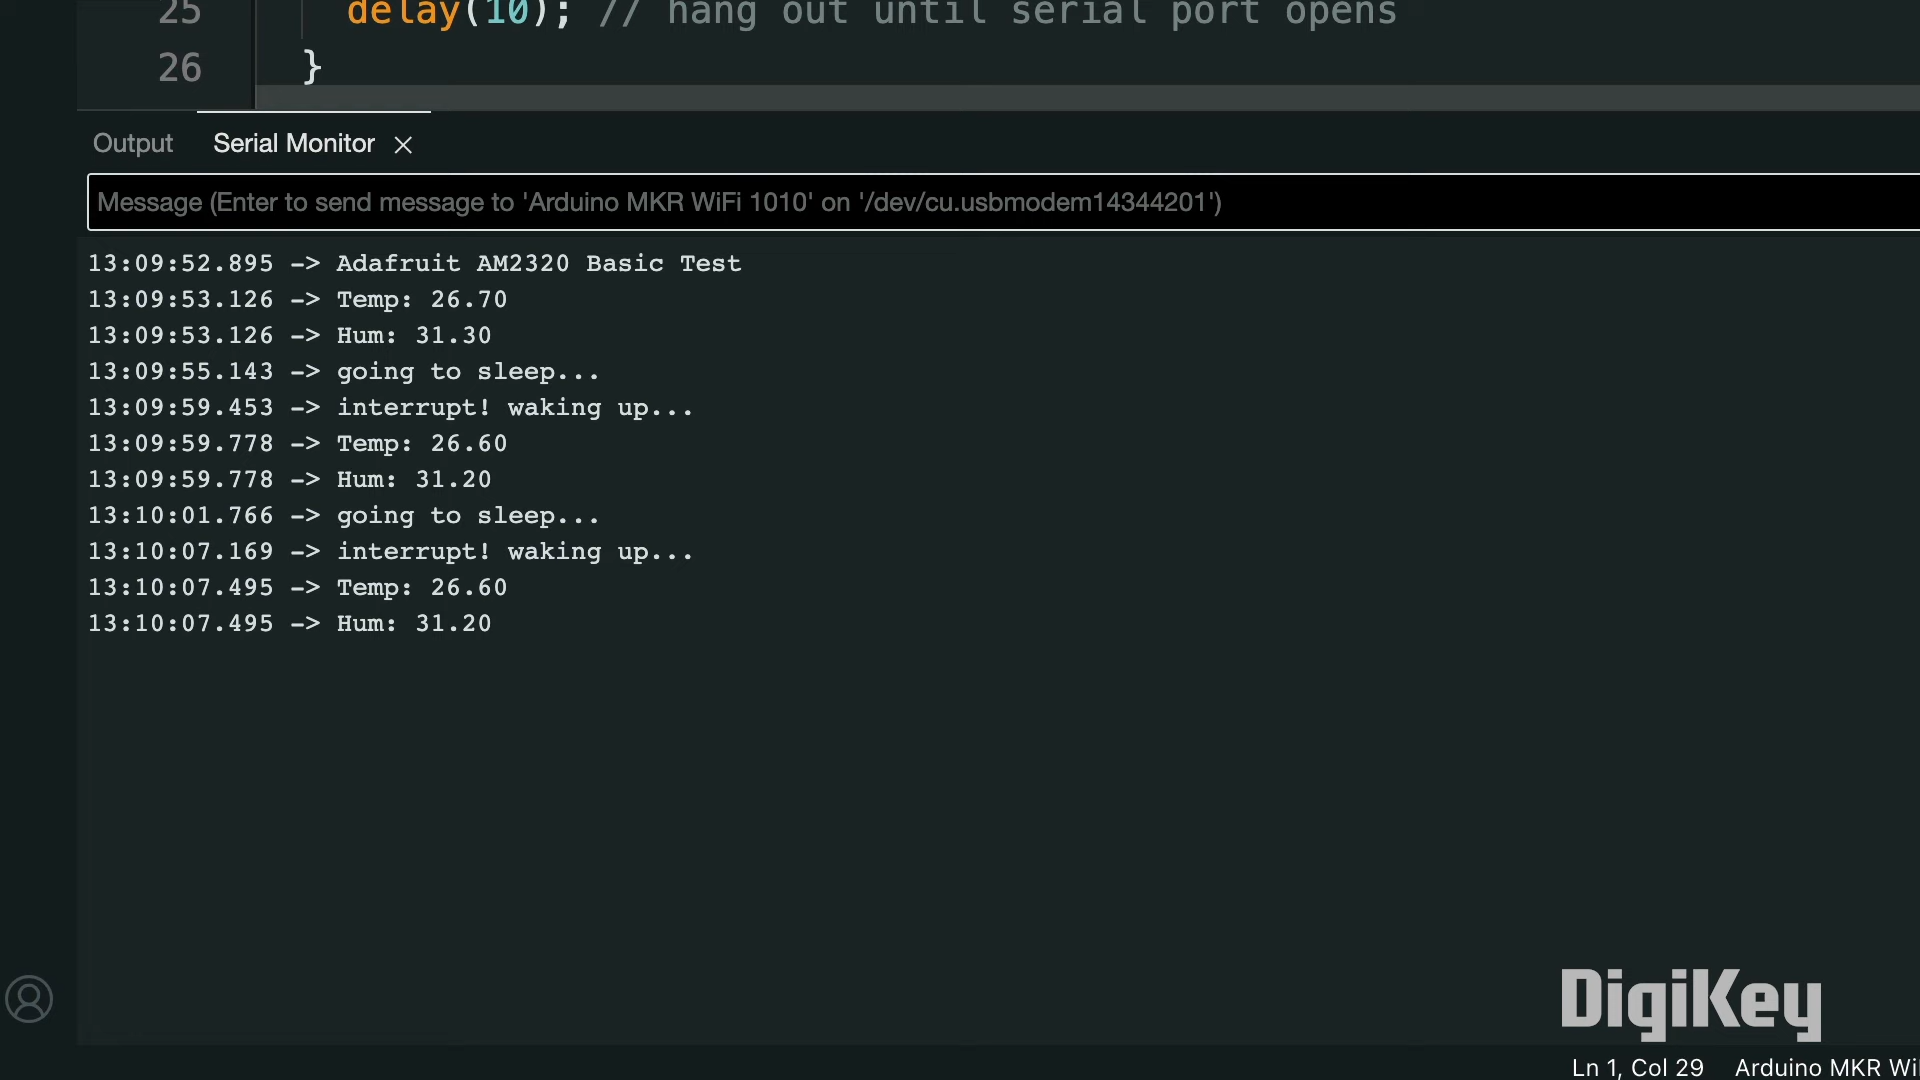 25 delay(10); // hang out until serial port opens
26 }
Output Serial Monitor
Message (Enter to send message to 'Arduino MKR WiFi 1010' on '/dev/cu.usbmodem14344201')
13:09:52.895 -> Adafruit AM2320 Basic Test
13:09:53.126 -> Temp: 26.70
13:09:53.126 -> Hum: 31.30
13:09:55.143 -> going to sleep...
13:09:59.453 -> interrupt! waking up...
13:09:59.778 -> Temp: 26.60
13:09:59.778 -> Hum: 31.20
13:10:01.766 -> going to sleep...
13:10:07.169 -> interrupt! waking up...
13:10:07.495 -> Temp: 26.60
13:10:07.495 -> Hum: 31.20
DigiKey
Ln 1, Col 29 Arduino MKR Wi